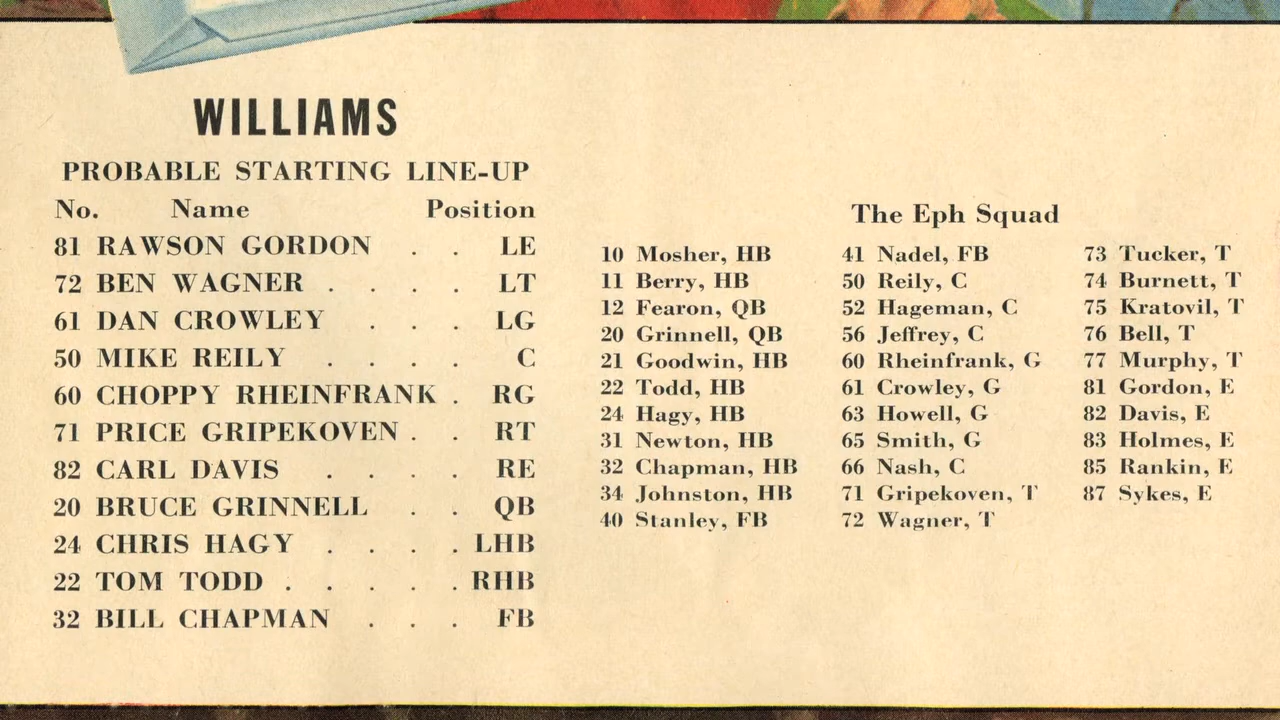 WILLIAMS
PROBABLE STARTING LINE-UP
No. Name Position
81 RAWSON GORDON . . LE
72 BEN WAGNER . . . . LT
61 DAN CROWLEY . . . LG
50 MIKE REILY . . . . C
60 CHOPPY RHEINFRANK . RG
71 PRICE GRIPEKOVEN . . RT
82 CARL DAVIS . . . . RE
20 BRUCE GRINNELL . . QB
24 CHRIS HAGY . . . . LHB
22 TOM TODD . . . . . RHB
32 BILL CHAPMAN . . . FB
The Eph Squad
10 Mosher, HB
11 Berry, HB
12 Fearon, QB
20 Grinnell, QB
21 Goodwin, HB
22 Todd, HB
24 Hagy, HB
31 Newton, HB
32 Chapman, HB
34 Johnston, HB
40 Stanley, FB
41 Nadel, FB
50 Reily, C
52 Hageman, C
56 Jeffrey, C
60 Rheinfrank, G
61 Crowley, G
63 Howell, G
65 Smith, G
66 Nash, C
71 Gripekoven, T
72 Wagner, T
73 Tucker, T
74 Burnett, T
75 Kratovil, T
76 Bell, T
77 Murphy, T
81 Gordon, E
82 Davis, E
83 Holmes, E
85 Rankin, E
87 Sykes, E